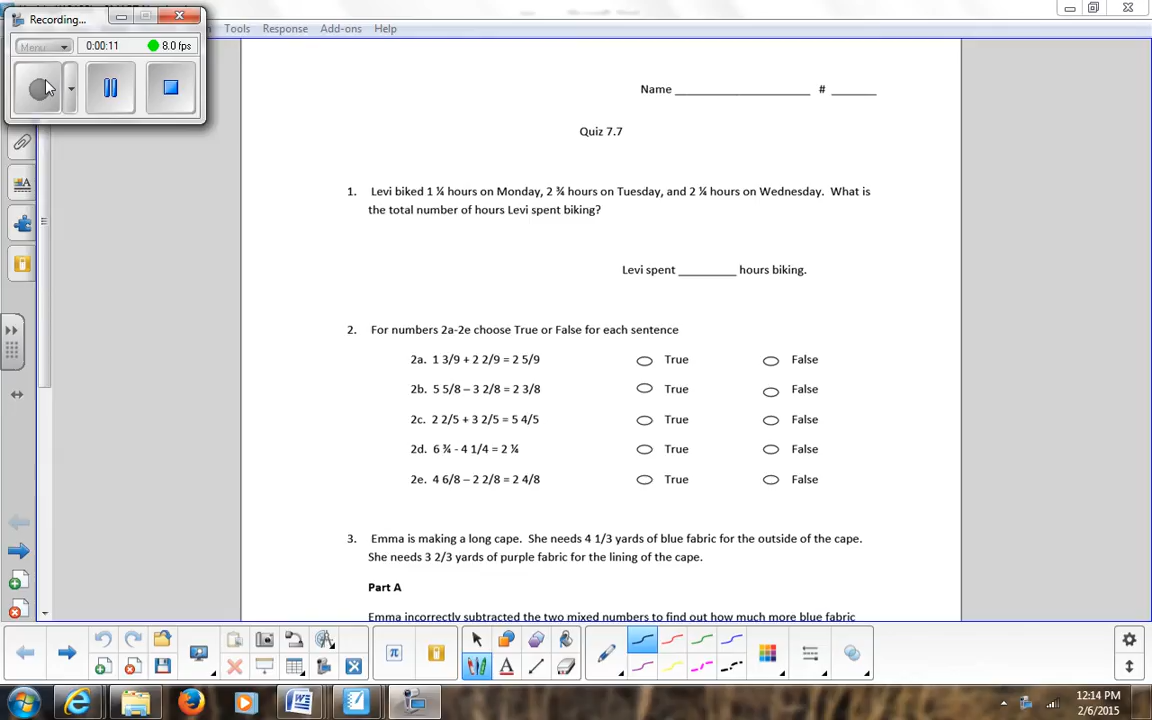 Recording...
Tools Response Add-ons Help
Menu 0:00:11 8.0 fps
Name ____________________ # _______
Quiz 7.7
1. Levi biked 1 ¼ hours on Monday, 2 ¾ hours on Tuesday, and 2 ¼ hours on Wednesday. What is
the total number of hours Levi spent biking?
Levi spent _________ hours biking.
2. For numbers 2a-2e choose True or False for each sentence
2a. 1 3/9 + 2 2/9 = 2 5/9 True False
2b. 5 5/8 – 3 2/8 = 2 3/8 True False
2c. 2 2/5 + 3 2/5 = 5 4/5 True False
2d. 6 ¾ - 4 1/4 = 2 ¼ True False
2e. 4 6/8 – 2 2/8 = 2 4/8 True False
3. Emma is making a long cape. She needs 4 1/3 yards of blue fabric for the outside of the cape.
She needs 3 2/3 yards of purple fabric for the lining of the cape.
Part A
Emma incorrectly subtracted the two mixed numbers to find out how much more blue fabric
12:14 PM
2/6/2015